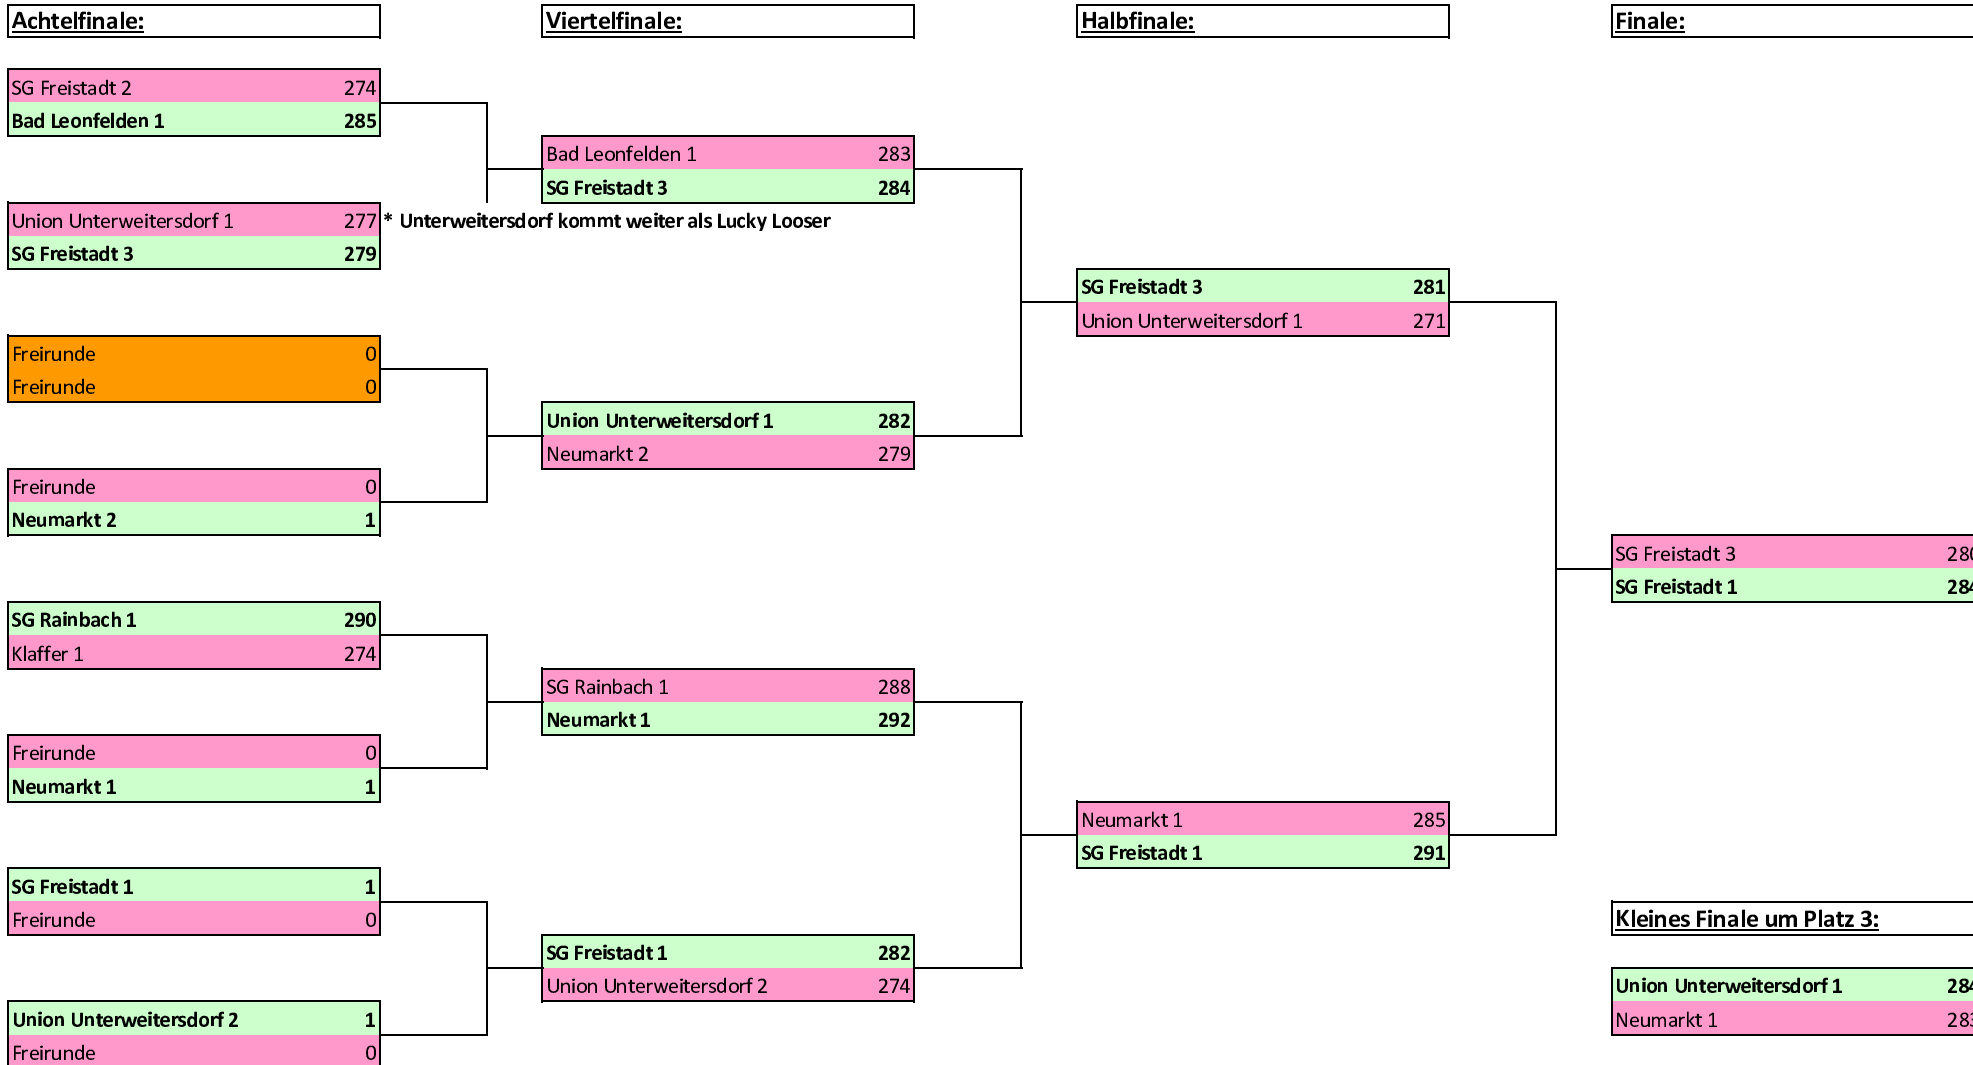 Achtelfinale:
Viertelfinale:
Halbfinale:
Finale:
SG Freistadt 2 274
Bad Leonfelden 1 285
Union Unterweitersdorf 1 277 * Unterweitersdorf kommt weiter als Lucky Looser
SG Freistadt 3 279
Freirunde 0
Freirunde 0
Freirunde 0
Neumarkt 2 1
SG Rainbach 1 290
Klaffer 1 274
Freirunde 0
Neumarkt 1 1
SG Freistadt 1 1
Freirunde 0
Union Unterweitersdorf 2 1
Freirunde 0
Bad Leonfelden 1 283
SG Freistadt 3 284
Union Unterweitersdorf 1 282
Neumarkt 2 279
SG Rainbach 1 288
Neumarkt 1 292
SG Freistadt 1 282
Union Unterweitersdorf 2 274
SG Freistadt 3 281
Union Unterweitersdorf 1 271
Neumarkt 1 285
SG Freistadt 1 291
SG Freistadt 3 280
SG Freistadt 1 284
Kleines Finale um Platz 3:
Union Unterweitersdorf 1 284
Neumarkt 1 283